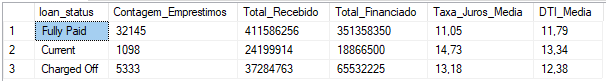 loan_status Contagem_Emprestimos Total_Recebido Total_Financiado Taxa_Juros_Media DTI_Media
1 Fully Paid 32145 411586256 351358350 11,05 11,79
2 Current 1098 24199914 18866500 14,73 13,34
3 Charged Off 5333 37284763 65532225 13,18 12,38